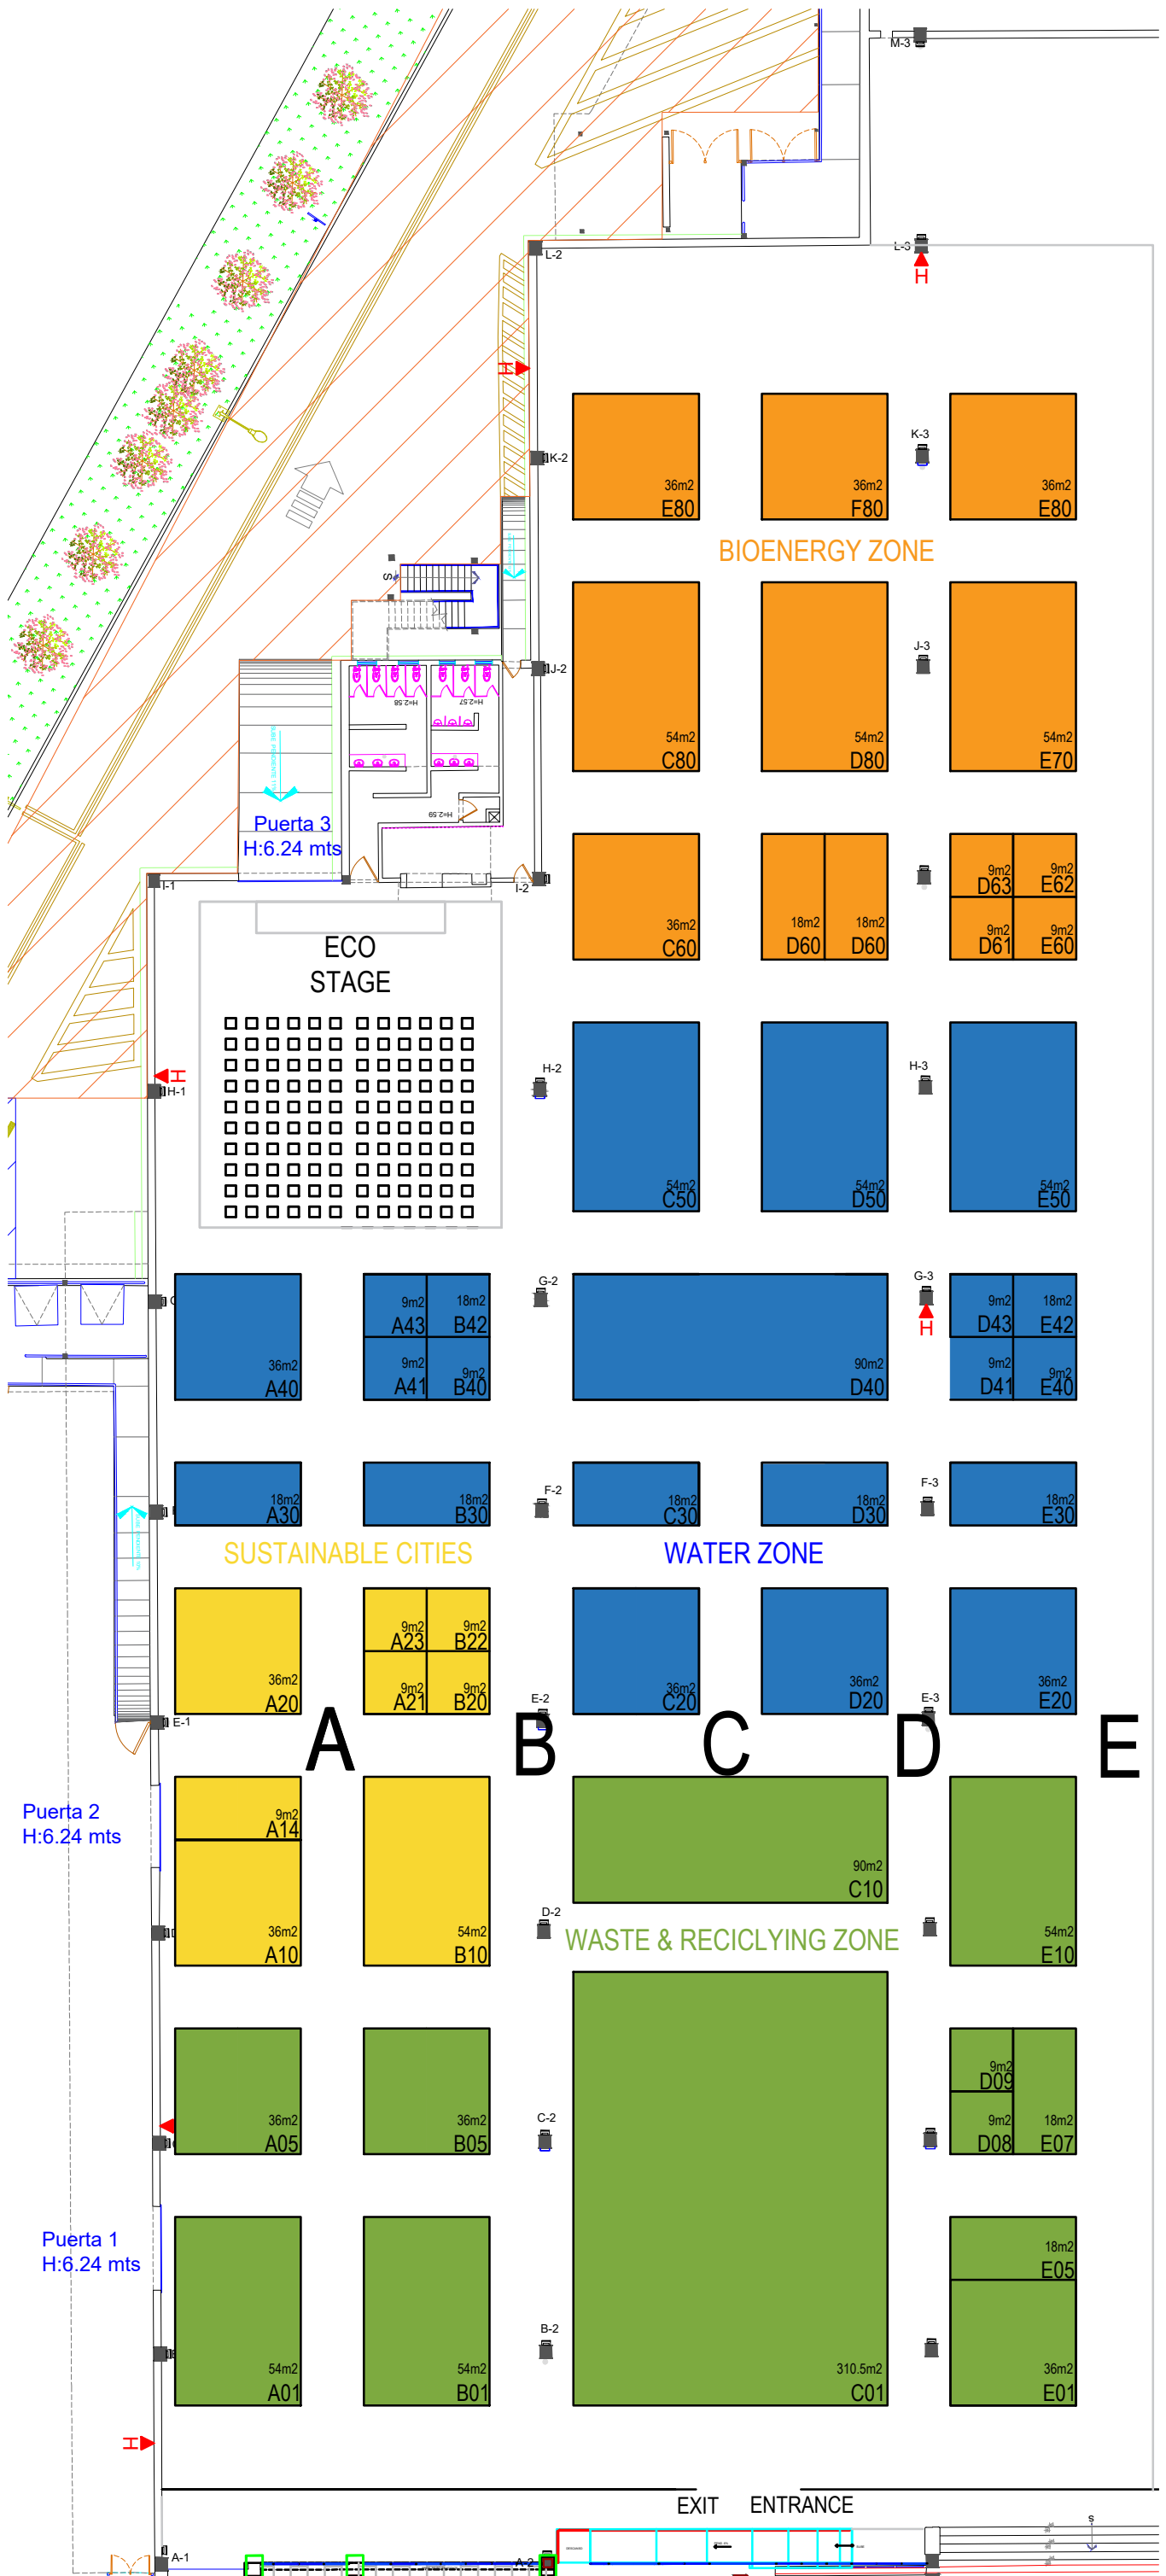 M-3
L-2
L-3
H
H
K-3
K-2
36m2
E80
36m2
F80
36m2
E80
BIOENERGY ZONE
S
J-3
J-2
H=2.58
H=2.57
54m2
C80
54m2
D80
54m2
E70
H=2.59
Puerta 3
H:6.24 mts
9m2
D63
9m2
E62
I-1
I-2
36m2
C60
18m2
D60
18m2
D60
9m2
D61
9m2
E60
ECO
STAGE
H
H-1
H-2
H-3
54m2
C50
54m2
D50
54m2
E50
G-2
G-3
H
9m2
A43
18m2
B42
9m2
D43
18m2
E42
36m2
A40
9m2
A41
9m2
B40
90m2
D40
9m2
D41
9m2
E40
F-2
F-3
18m2
A30
18m2
B30
18m2
C30
18m2
D30
18m2
E30
SUSTAINABLE CITIES
WATER ZONE
9m2
A23
9m2
B22
36m2
A20
9m2
A21
9m2
B20
36m2
C20
36m2
D20
36m2
E20
E-1
E-2
E-3
A
B
C
D
E
Puerta 2
H:6.24 mts
9m2
A14
90m2
C10
D-2
WASTE & RECICLYING ZONE
36m2
A10
54m2
B10
54m2
E10
9m2
D09
36m2
A05
36m2
B05
C-2
9m2
D08
18m2
E07
Puerta 1
H:6.24 mts
18m2
E05
B-2
54m2
A01
54m2
B01
310.5m2
C01
36m2
E01
H
EXIT
ENTRANCE
S
A-1
A-2